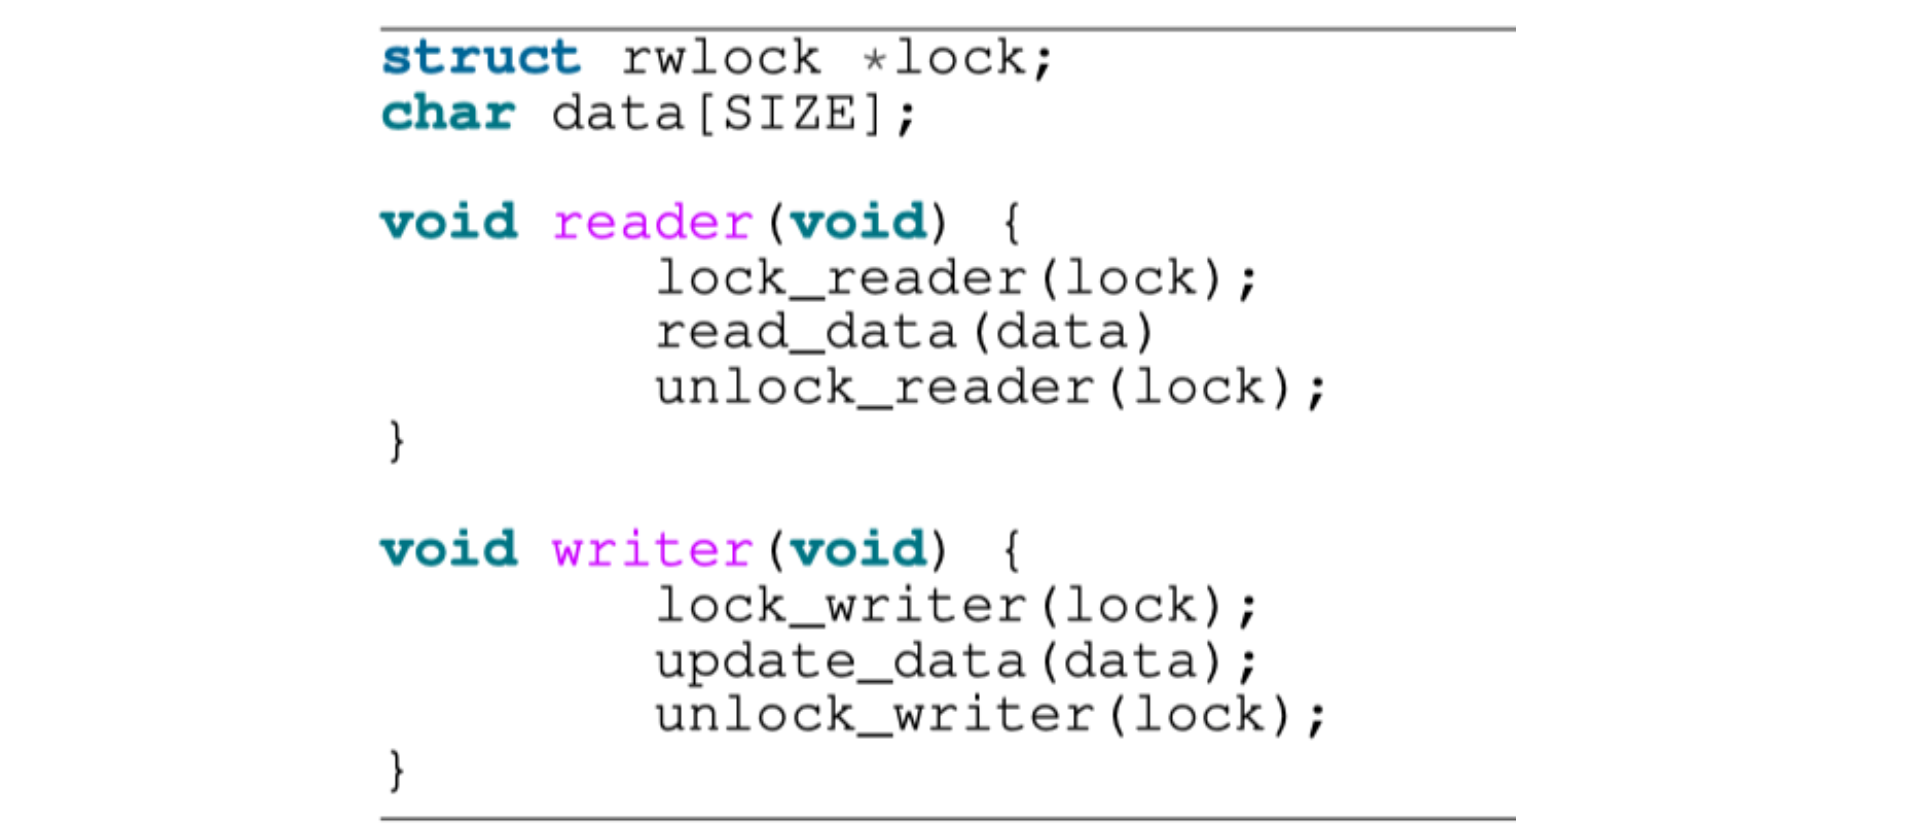 struct rwlock *lock;
char data[SIZE];
void reader(void) {
lock_reader(lock);
read_data(data)
unlock_reader(lock);
}
void writer(void) {
lock_writer(lock);
update_data(data);
unlock_writer(lock);
}